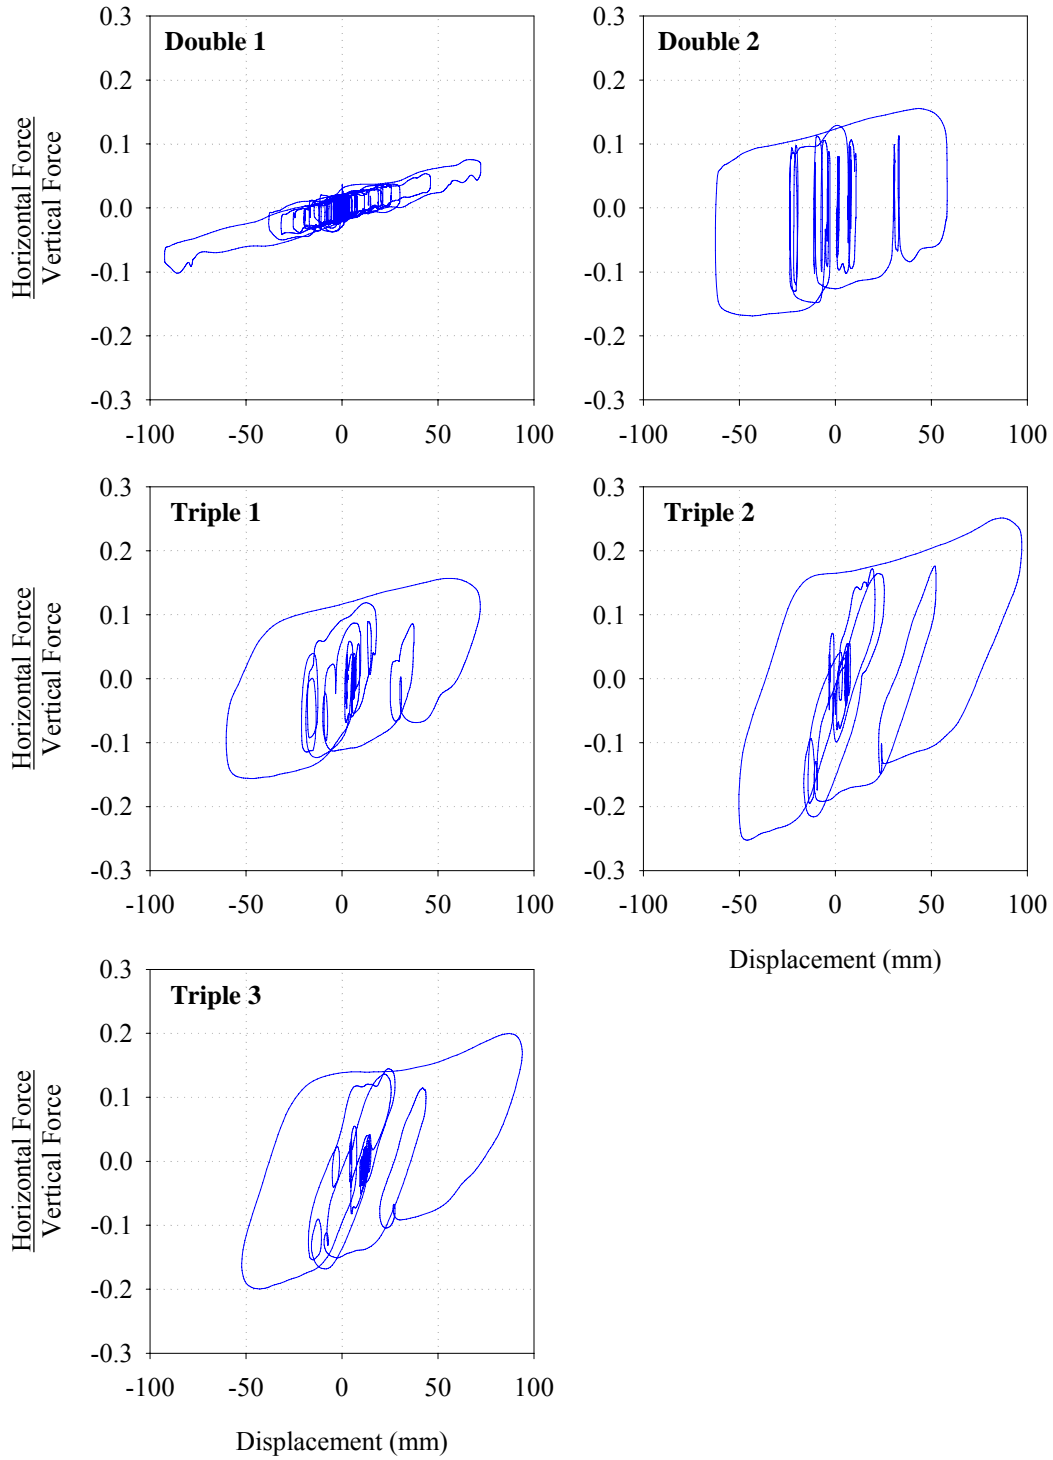 0.3
0.2
0.1
0.0
-0.1
-0.2
-0.3
Horizontal Force
Vertical Force
Double 1
-100 -50 0 50 100
0.3
0.2
0.1
0.0
-0.1
-0.2
-0.3
Double 2
-100 -50 0 50 100
0.3
0.2
0.1
0.0
-0.1
-0.2
-0.3
Horizontal Force
Vertical Force
Triple 1
-100 -50 0 50 100
0.3
0.2
0.1
0.0
-0.1
-0.2
-0.3
Triple 2
-100 -50 0 50 100
Displacement (mm)
0.3
0.2
0.1
0.0
-0.1
-0.2
-0.3
Horizontal Force
Vertical Force
Triple 3
-100 -50 0 50 100
Displacement (mm)